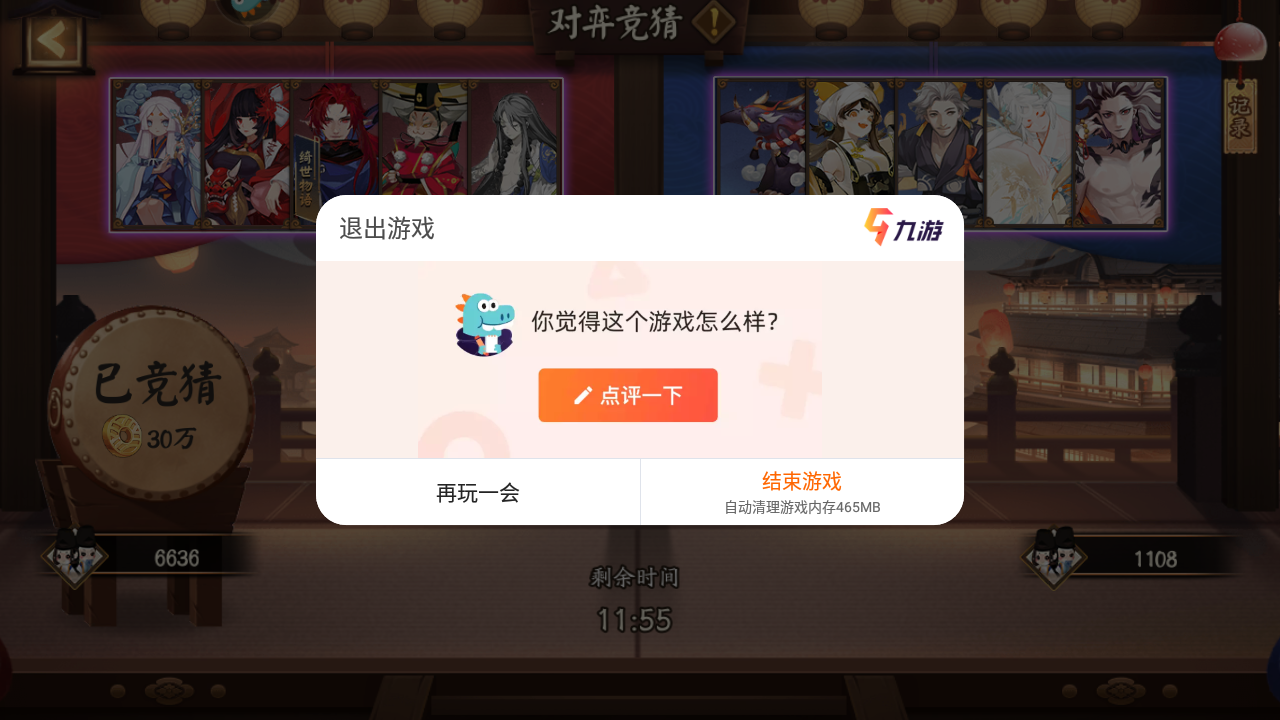 对弈竞猜
记录
绮世物语
退出游戏
九游
你觉得这个游戏怎么样?
点评一下
再玩一会
结束游戏
自动清理游戏内存465MB
已竞猜
30万
6636
1108
剩余时间
11:55